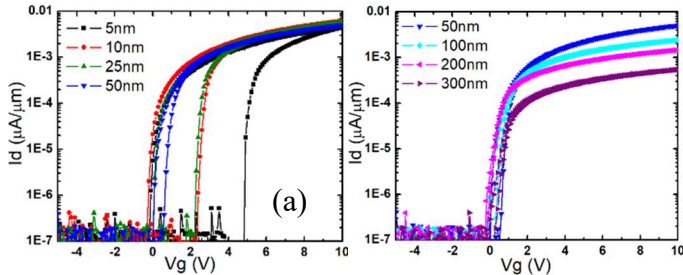 0.01
1E-3
1E-4
1E-5
1E-6
1E-7
Id (μA/μm)
5nm
10nm
25nm
50nm
(a)
-4 -2 0 2 4 6 8 10
Vg (V)
0.01
1E-3
1E-4
1E-5
1E-6
1E-7
Id (μA/μm)
50nm
100nm
200nm
300nm
-4 -2 0 2 4 6 8 10
Vg (V)